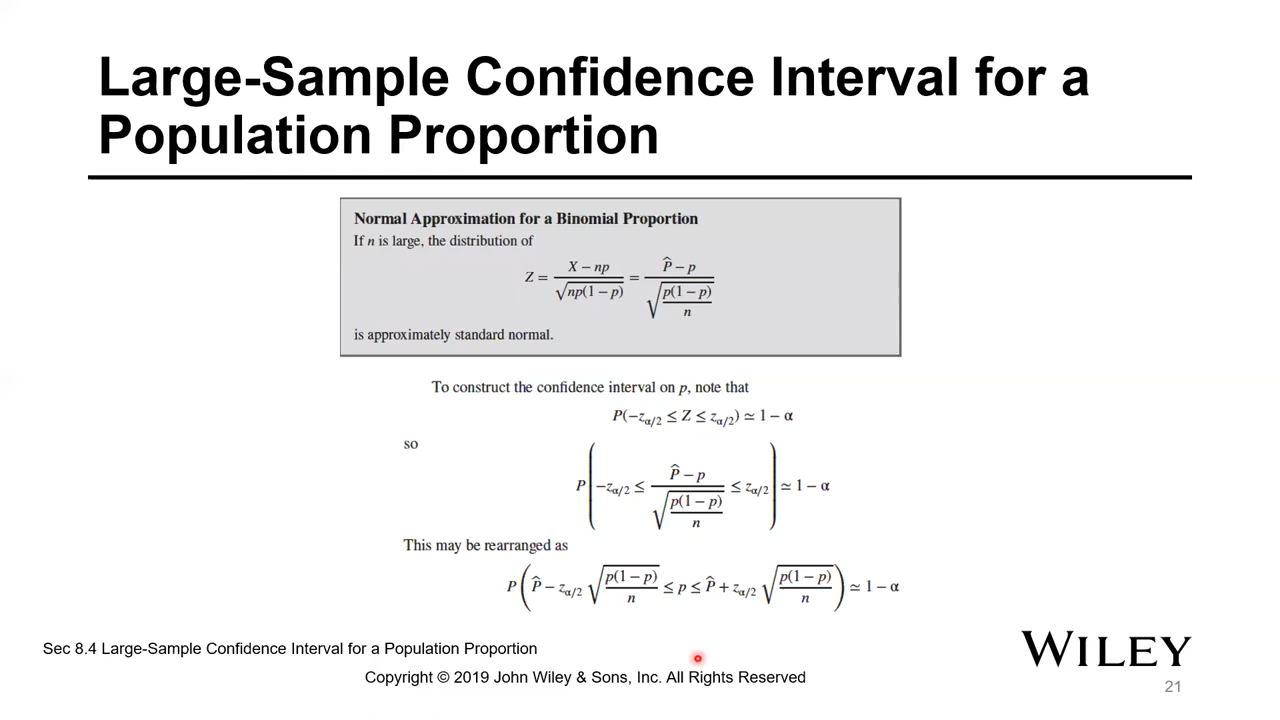 Large-Sample Confidence Interval for a
Population Proportion
Normal Approximation for a Binomial Proportion
If n is large, the distribution of
Z = (X − np) / √(np(1 − p)) = (P̂ − p) / √(p(1 − p) / n)
is approximately standard normal.
To construct the confidence interval on p, note that
P(−z_{α/2} ≤ Z ≤ z_{α/2}) ≃ 1 − α
so
P(−z_{α/2} ≤ (P̂ − p) / √(p(1 − p) / n) ≤ z_{α/2}) ≃ 1 − α
This may be rearranged as
P(P̂ − z_{α/2} √(p(1 − p) / n) ≤ p ≤ P̂ + z_{α/2} √(p(1 − p) / n)) ≃ 1 − α
Sec 8.4 Large-Sample Confidence Interval for a Population Proportion
Copyright © 2019 John Wiley & Sons, Inc. All Rights Reserved
WILEY
21